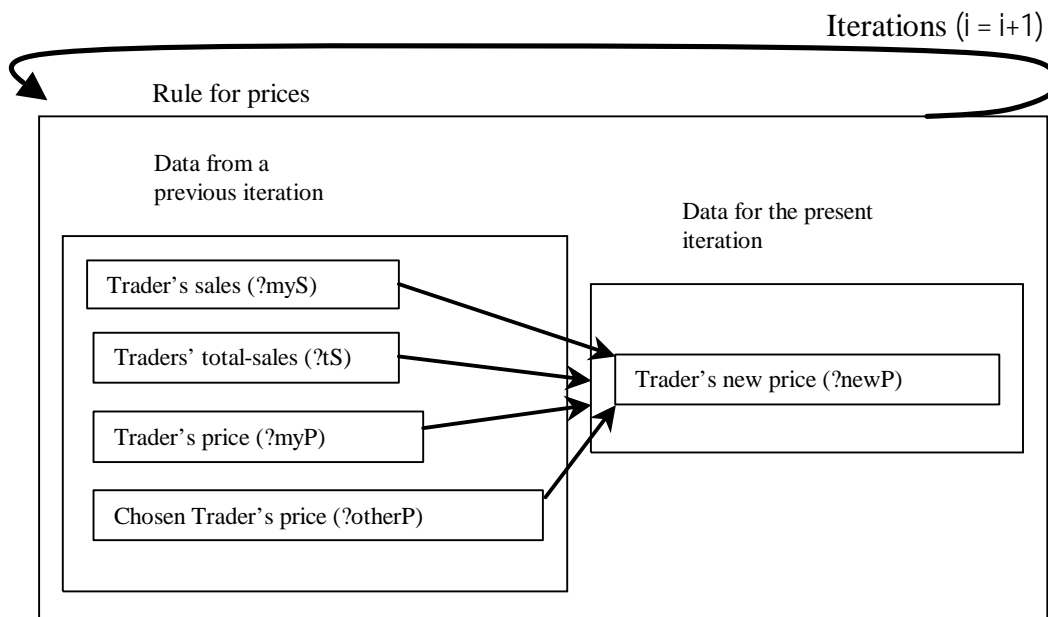 Iterations (i = i+1)
Rule for prices
Data from a
previous iteration
Data for the present
iteration
Trader’s sales (?myS)
Traders’ total-sales (?tS)
Trader’s price (?myP)
Chosen Trader’s price (?otherP)
Trader’s new price (?newP)